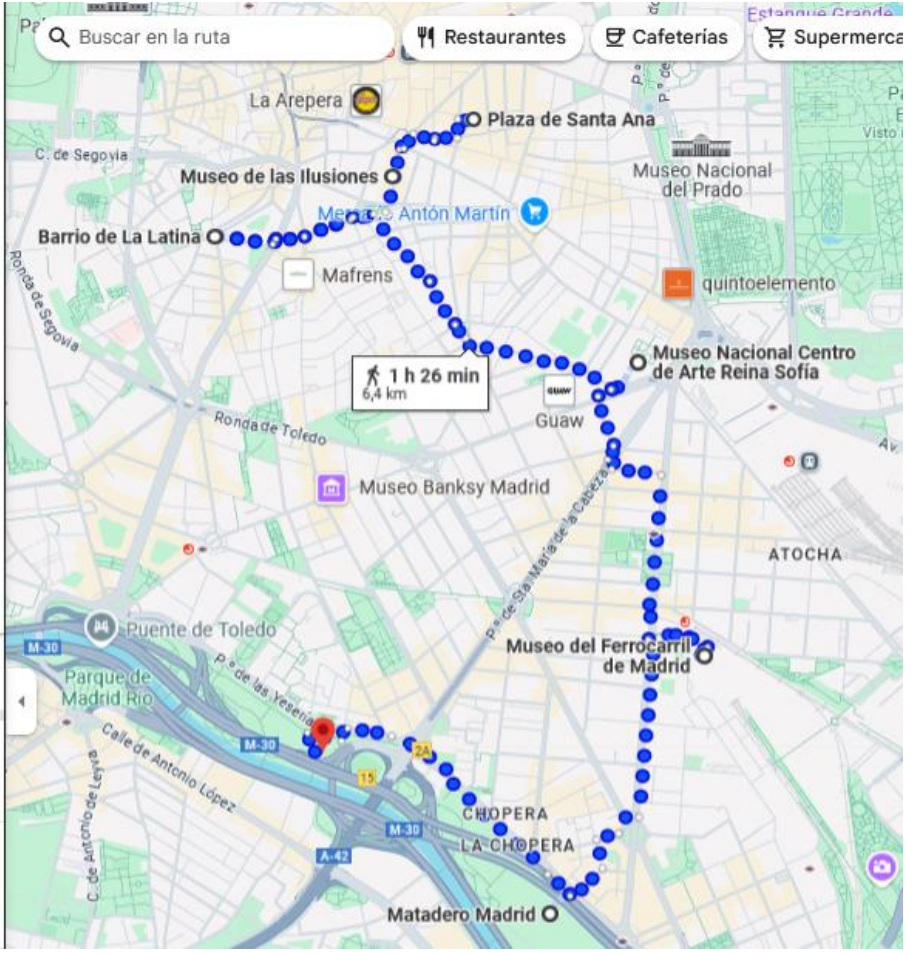 Estanque Grande
Buscar en la ruta
Restaurantes
Cafeterías
Supermerca
La Arepera
Plaza de Santa Ana
C. de Segovia
Museo de las Ilusiones
Museo Nacional
del Prado
Visto
Antón Martín
Barrio de La Latina
Ronda de Segovia
Mafrens
quintoelemento
Museo Nacional Centro
de Arte Reina Sofía
1 h 26 min
6,4 km
GUAW
Guaw
Ronda de Toledo
Av.
Museo Banksy Madrid
P.º de Sta. María de la Cabeza
ATOCHA
Puente de Toledo
M-30
Museo del Ferrocarril
de Madrid
Parque de
Madrid Río
P.º de las Yeserías
M-30
Calle de Antonio López
C. de Antonio de Leyva
2A
15
CHOPERA
M-30
LA CHOPERA
A-42
Matadero Madrid